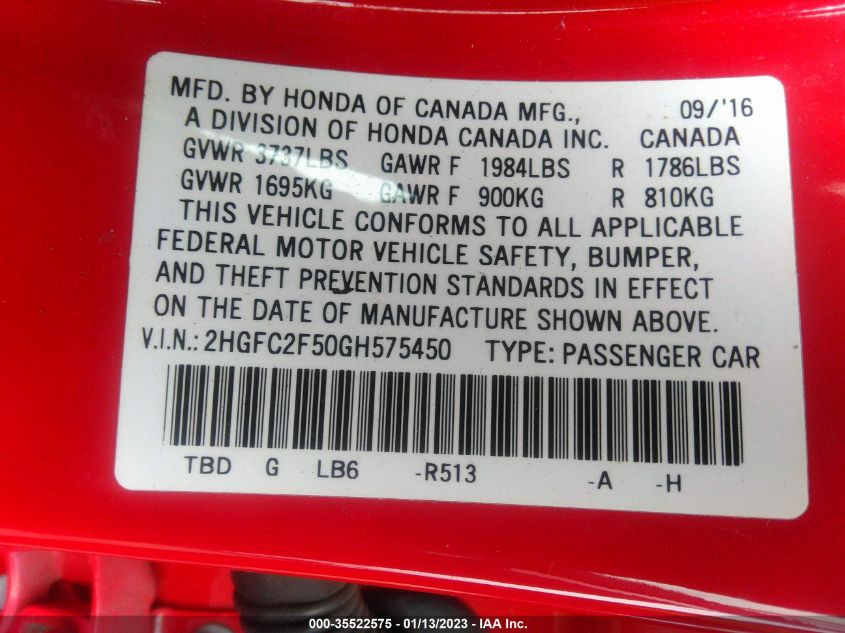 MFD. BY HONDA OF CANADA MFG., 09/'16
A DIVISION OF HONDA CANADA INC. CANADA
GVWR 3737LBS GAWR F 1984LBS R 1786LBS
GVWR 1695KG GAWR F 900KG R 810KG
THIS VEHICLE CONFORMS TO ALL APPLICABLE
FEDERAL MOTOR VEHICLE SAFETY, BUMPER,
AND THEFT PREVENTION STANDARDS IN EFFECT
ON THE DATE OF MANUFACTURE SHOWN ABOVE.
V.I.N.: 2HGFC2F50GH575450 TYPE: PASSENGER CAR
TBD G LB6 -R513 -A -H
000-35522575 — 01/13/2023 — IAA Inc.